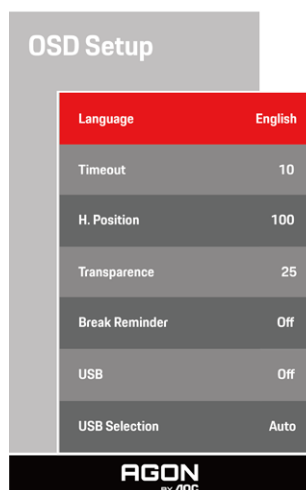 OSD Setup
Language English
Timeout 10
H. Position 100
Transparence 25
Break Reminder Off
USB Off
USB Selection Auto
AGON
BY AOC